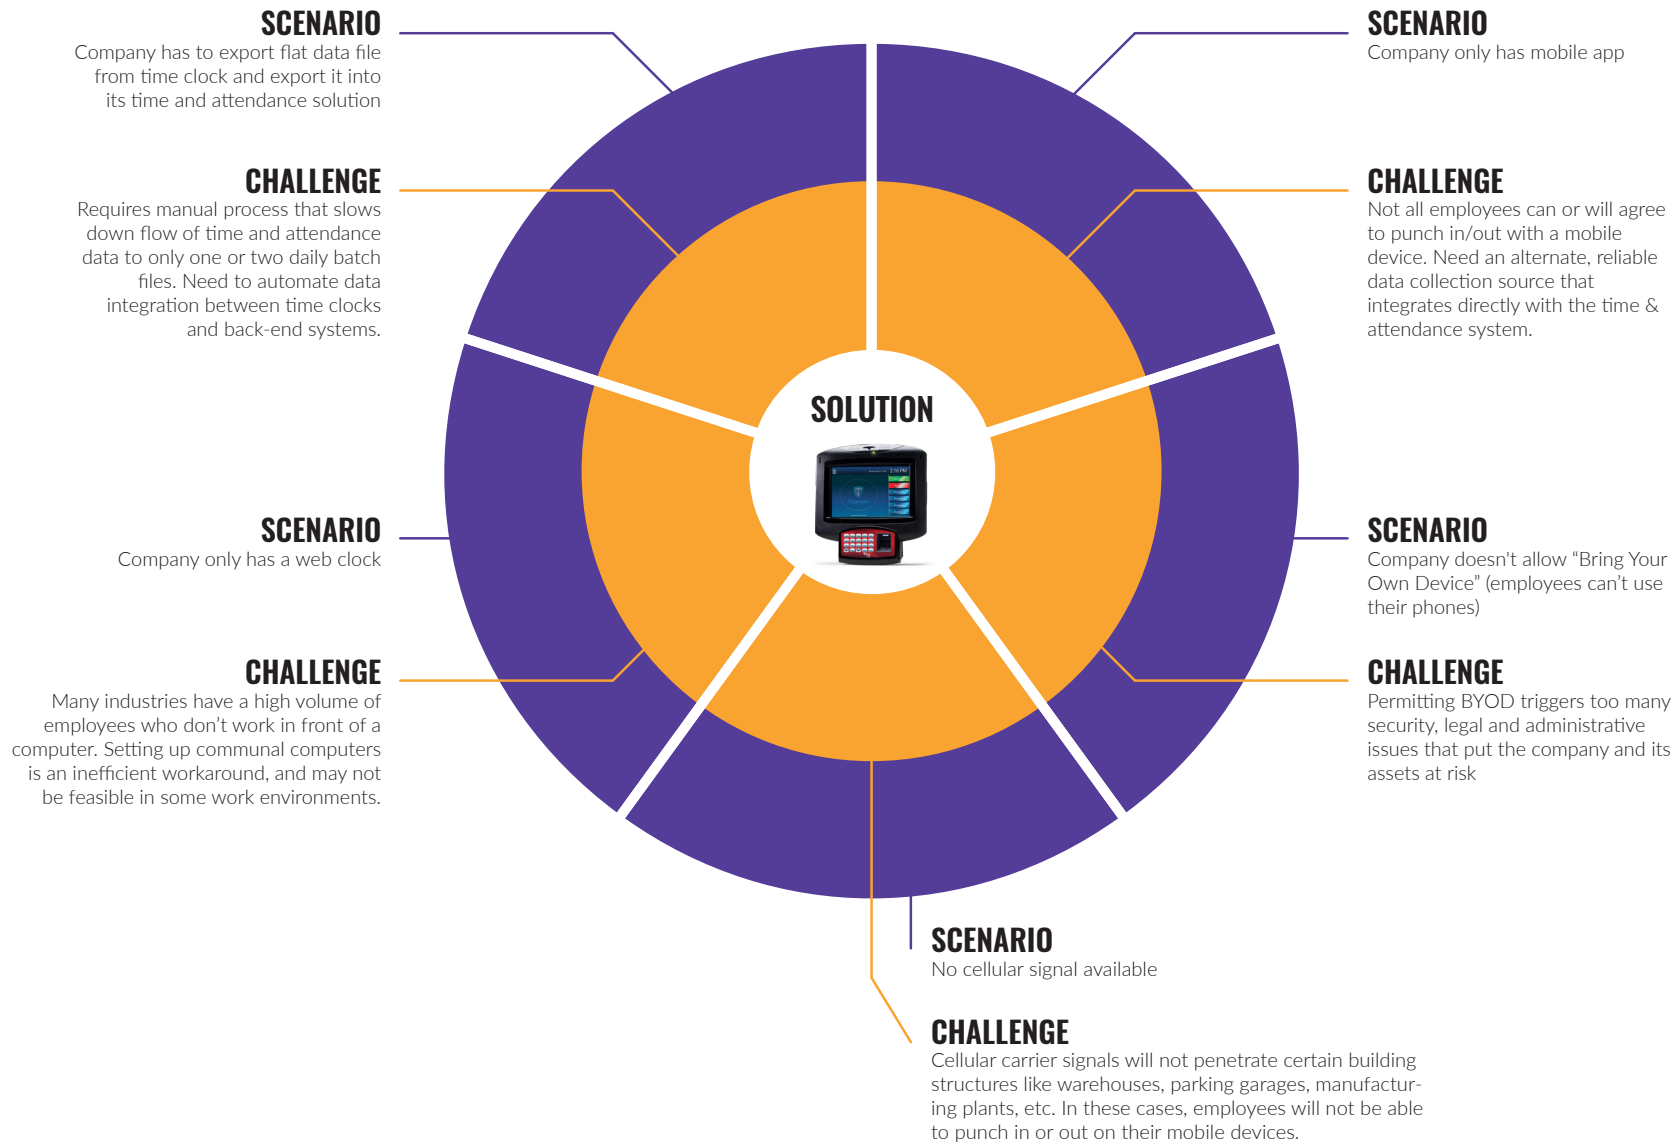 SCENARIO
Company has to export flat data file
from time clock and export it into
its time and attendance solution
CHALLENGE
Requires manual process that slows
down flow of time and attendance
data to only one or two daily batch
files. Need to automate data
integration between time clocks
and back-end systems.
SCENARIO
Company only has a web clock
CHALLENGE
Many industries have a high volume of
employees who don’t work in front of a
computer. Setting up communal computers
is an inefficient workaround, and may not
be feasible in some work environments.
SOLUTION
2:16 PM
SCENARIO
Company only has mobile app
CHALLENGE
Not all employees can or will agree
to punch in/out with a mobile
device. Need an alternate, reliable
data collection source that
integrates directly with the time &
attendance system.
SCENARIO
Company doesn't allow “Bring Your
Own Device” (employees can’t use
their phones)
CHALLENGE
Permitting BYOD triggers too many
security, legal and administrative
issues that put the company and its
assets at risk
SCENARIO
No cellular signal available
CHALLENGE
Cellular carrier signals will not penetrate certain building
structures like warehouses, parking garages, manufactur-
ing plants, etc. In these cases, employees will not be able
to punch in or out on their mobile devices.